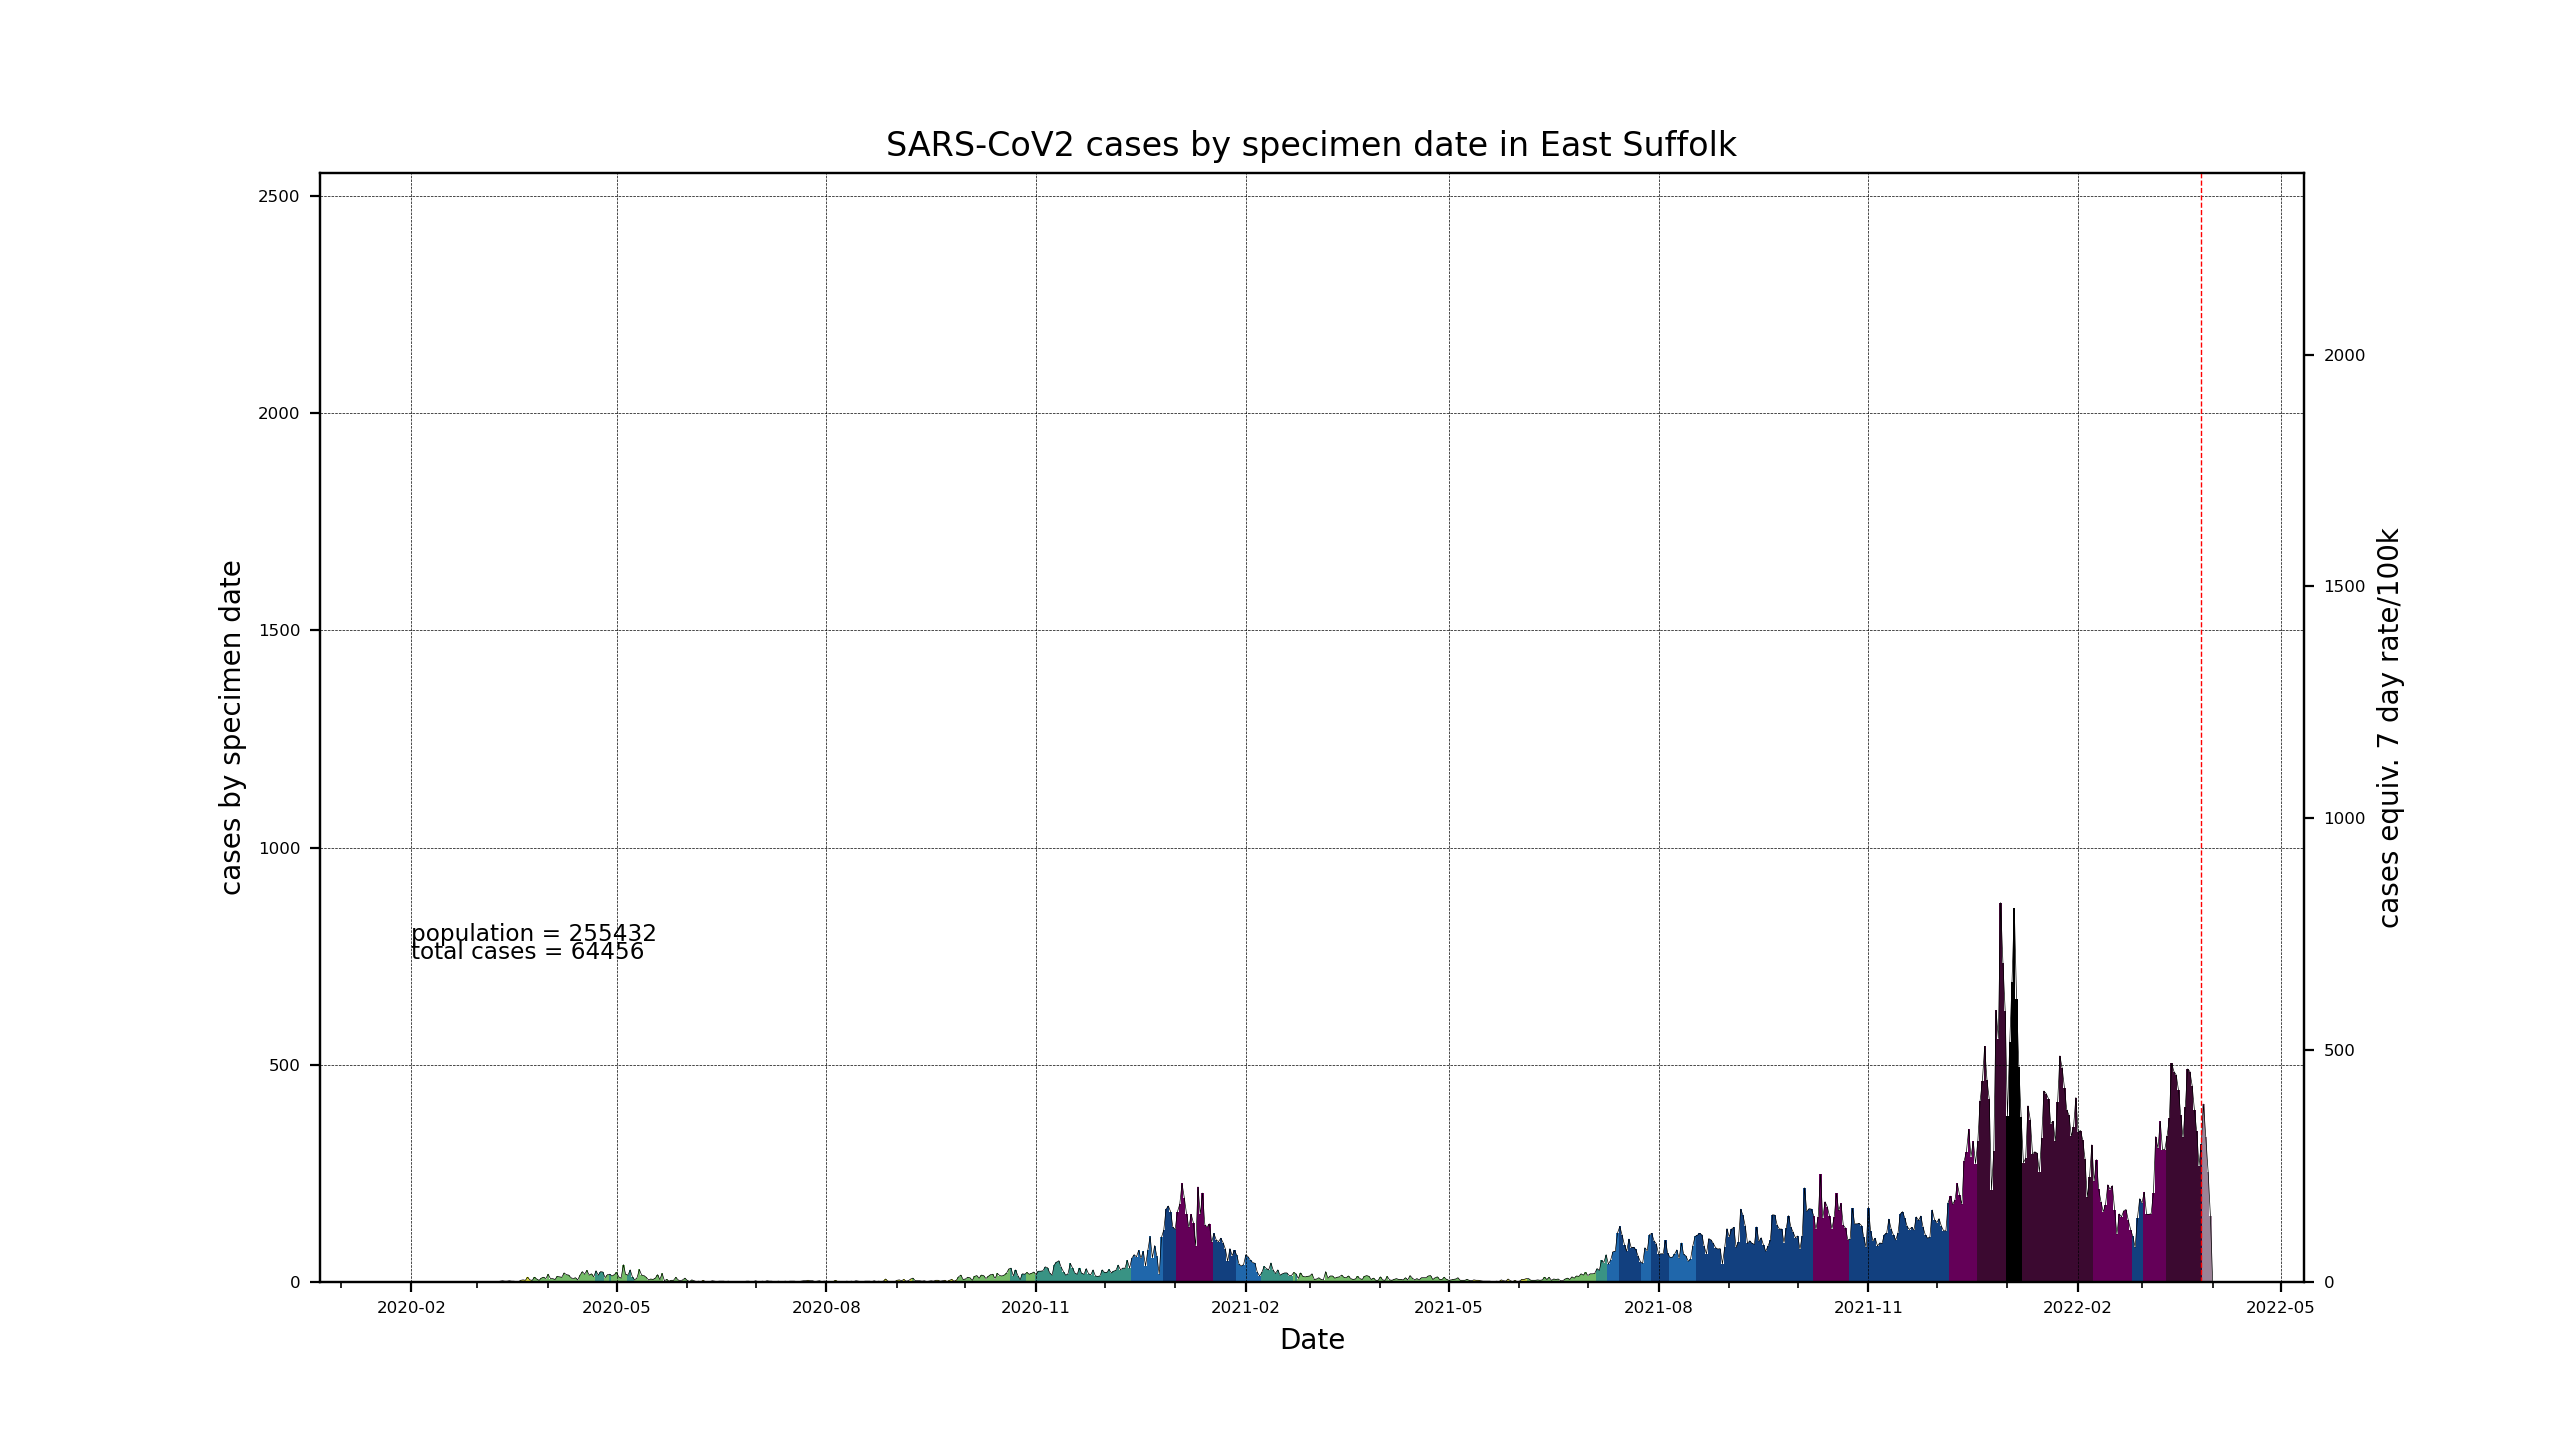 SARS-CoV2 cases by specimen date in East Suffolk
cases by specimen date
2500
2000
1500
1000
500
0
population = 255432
total cases = 64456
2020-02 2020-05 2020-08 2020-11 2021-02 2021-05 2021-08 2021-11 2022-02 2022-05
Date
2000
1500
1000
500
0
cases equiv. 7 day rate/100k